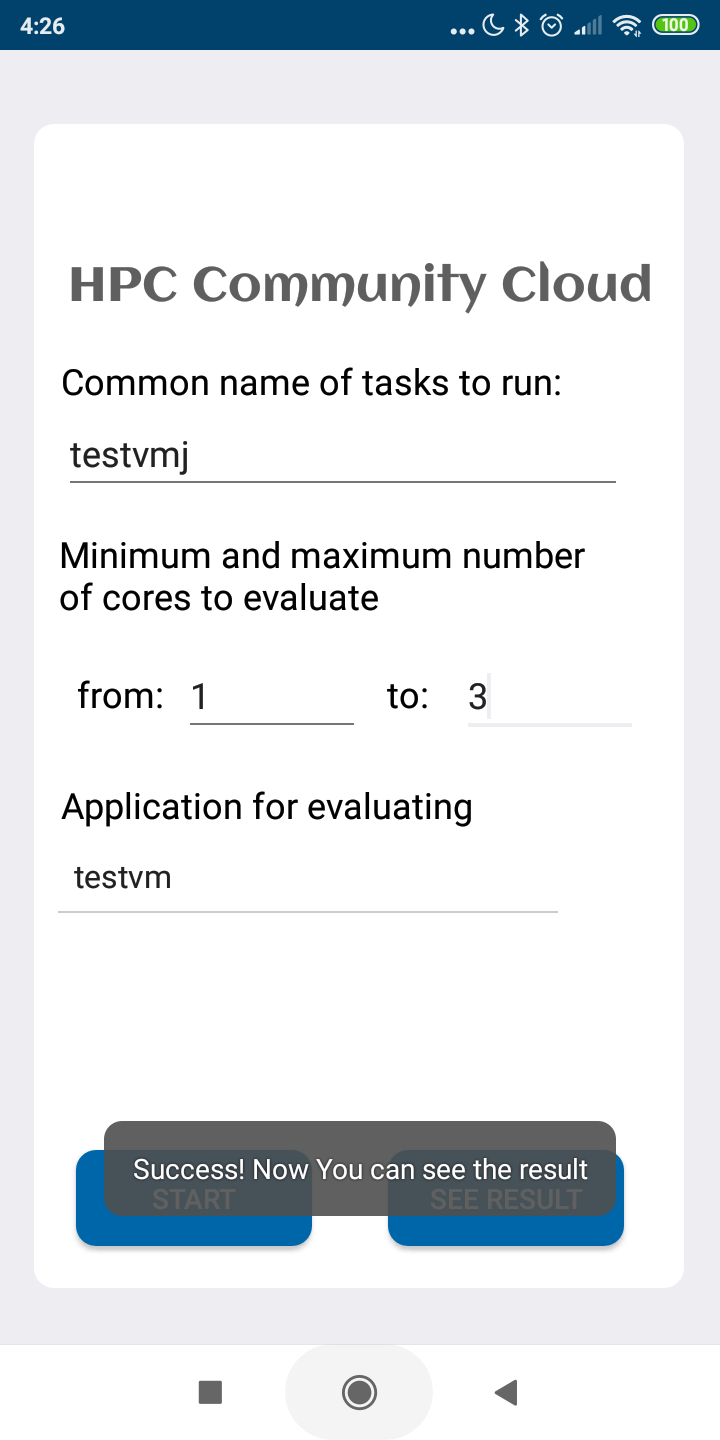 4:26
100
HPC Community Cloud
Common name of tasks to run:
testvmj
Minimum and maximum number
of cores to evaluate
from: 1 to: 3
Application for evaluating
testvm
Success! Now You can see the result
START SEE RESULT